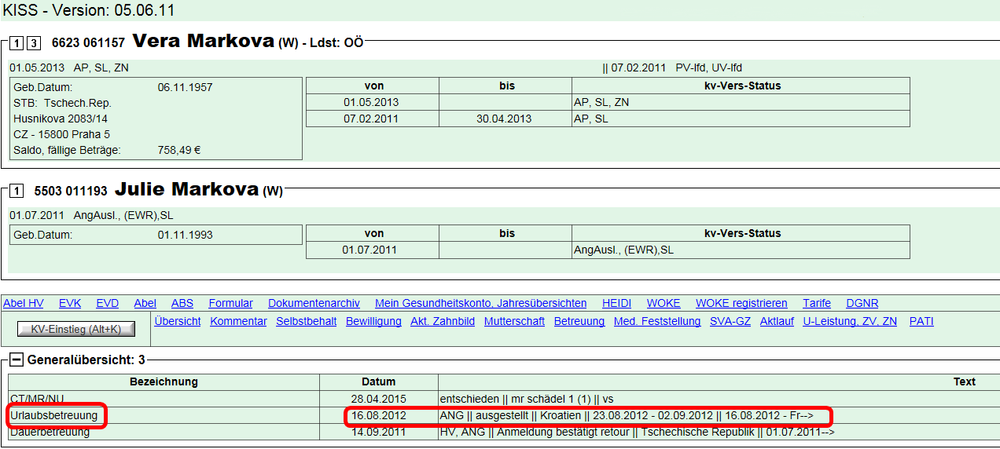 KISS - Version: 05.06.11
1 3 6623 061157 Vera Markova (W) - Ldst: OÖ
01.05.2013 AP, SL, ZN || 07.02.2011 PV-lfd, UV-lfd
Geb.Datum: 06.11.1957
STB: Tschech.Rep.
Husnikova 2083/14
CZ - 15800 Praha 5
Saldo, fällige Beträge: 758,49 €
von bis kv-Vers-Status
01.05.2013 AP, SL, ZN
07.02.2011 30.04.2013 AP, SL
1 5503 011193 Julie Markova (W)
01.07.2011 AngAusl., (EWR),SL
Geb.Datum: 01.11.1993
von bis kv-Vers-Status
01.07.2011 AngAusl., (EWR),SL
Abel HV EVK EVD Abel ABS Formular Dokumentenarchiv Mein Gesundheitskonto, Jahresübersichten HEIDI WOKE WOKE registrieren Tarife DGNR
KV-Einstieg (Alt+K) Übersicht Kommentar Selbstbehalt Bewilligung Akt. Zahnbild Mutterschaft Betreuung Med. Feststellung SVA-GZ Aktlauf U-Leistung, ZV, ZN PATI
Generalübersicht: 3
Bezeichnung Datum Text
CT/MR/NU 28.04.2015 entschieden || mr schädel 1 (1) || vs
Urlaubsbetreuung 16.08.2012 ANG || ausgestellt || Kroatien || 23.08.2012 - 02.09.2012 || 16.08.2012 - Fr-->
Dauerbetreuung 14.09.2011 HV, ANG || Anmeldung bestätigt retour || Tschechische Republik || 01.07.2011-->